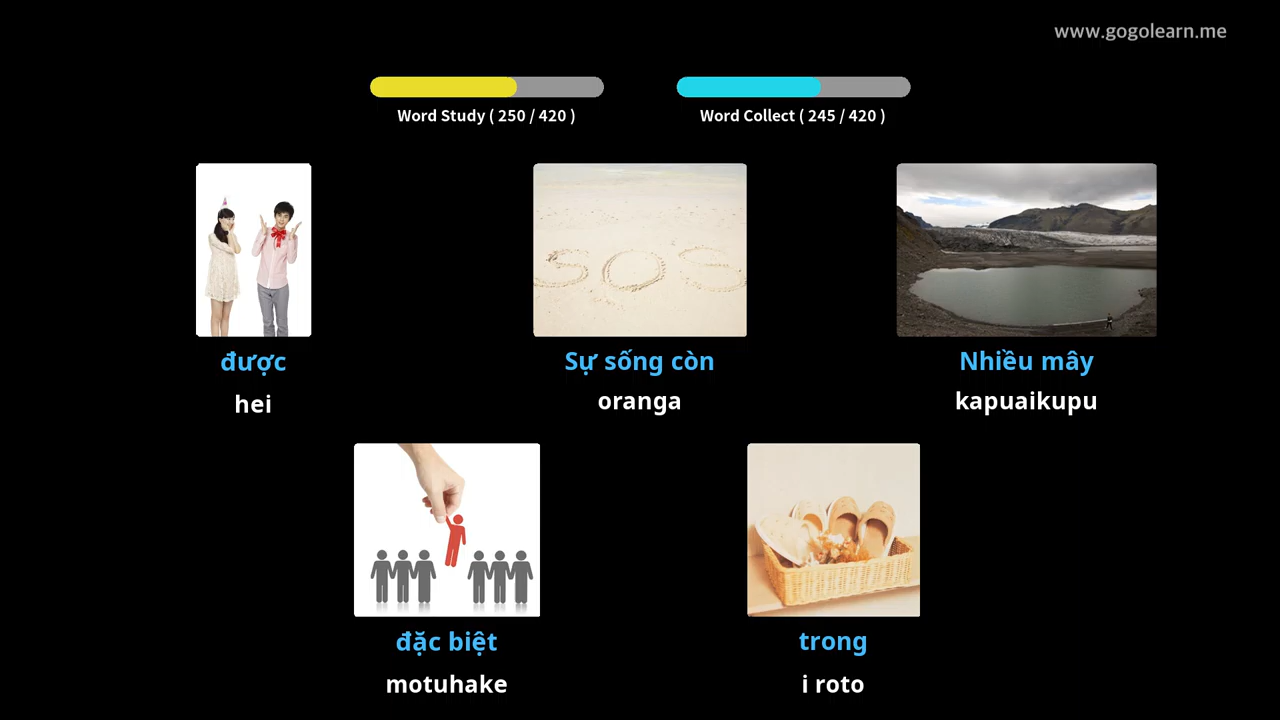 www.gogolearn.me
Word Study ( 250 / 420 )
Word Collect ( 245 / 420 )
SOS
được
hei
Sự sống còn
oranga
Nhiều mây
kapuaikupu
đặc biệt
motuhake
trong
i roto